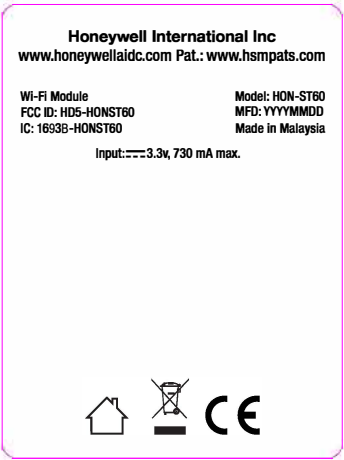 Honeywell International Inc
www.honeywellaidc.com Pat.: www.hsmpats.com
Wi-Fi Module Model: HON-ST60
FCC ID: HD5-HONST60 MFD: YYYYMMDD
IC: 1693B-HONST60 Made in Malaysia
Input: ⎓ 3.3v, 730 mA max.
CE